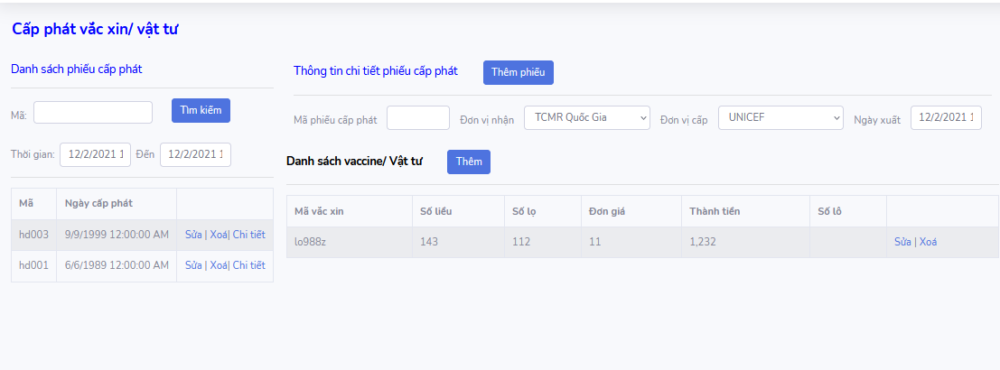 Cấp phát vắc xin/ vật tư
Danh sách phiếu cấp phát
Mã: Tìm kiếm
Thời gian: 12/2/2021 1 Đến 12/2/2021 1
Mã Ngày cấp phát
hd003 9/9/1999 12:00:00 AM Sửa | Xoá| Chi tiết
hd001 6/6/1989 12:00:00 AM Sửa | Xoá| Chi tiết
Thông tin chi tiết phiếu cấp phát Thêm phiếu
Mã phiếu cấp phát Đơn vị nhận TCMR Quốc Gia Đơn vị cấp UNICEF Ngày xuất 12/2/2021 1
Danh sách vaccine/ Vật tư Thêm
Mã văc xin Số liều Số lọ Đơn giá Thành tiền Số lô
lo988z 143 112 11 1,232 Sửa | Xoá